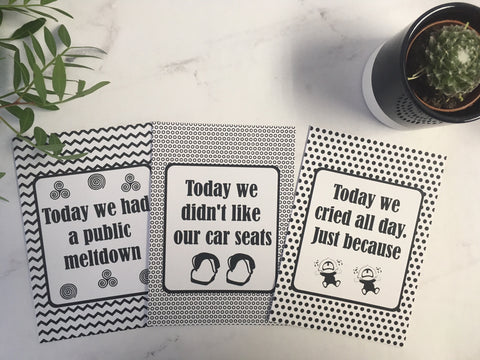 Today we had
a public
meltdown
Today we
didn't like
our car seats
Today we
cried all day.
Just because